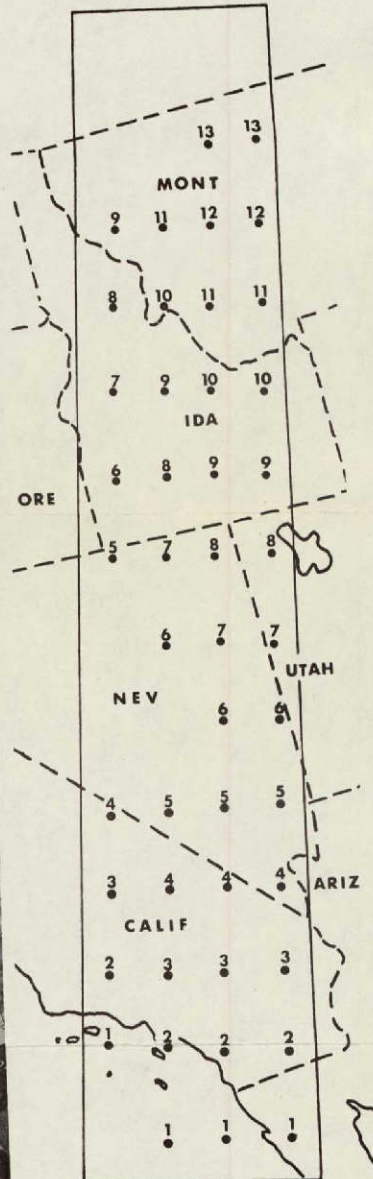 13 13
MONT
9 11 12 12
8 10 11 11
7 9 10 10
IDA
6 8 9 9
ORE
5 7 8 8
6 7 7
UTAH
NEV
6 6
4 5 5 5
3 4 4 4
ARIZ
CALIF
2 3 3 3
1 2 2 2
1 1 1